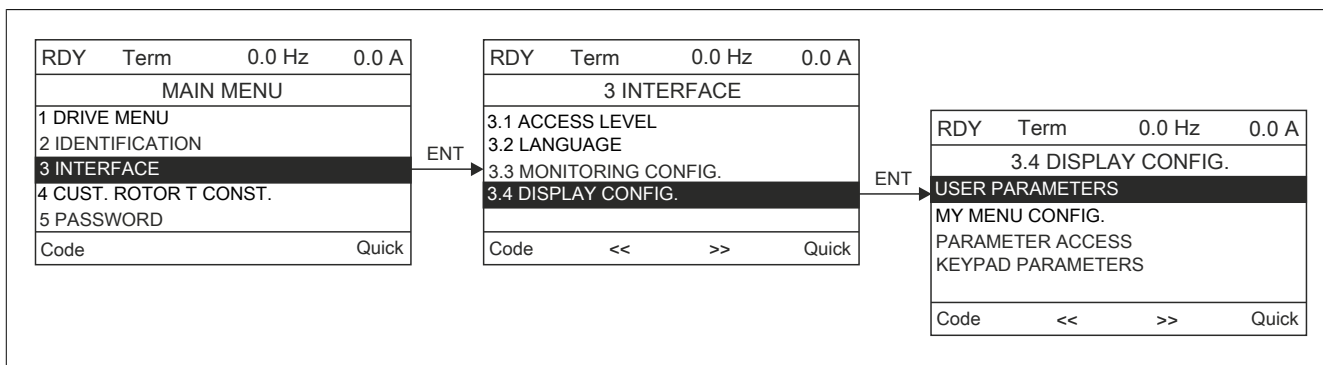 RDY Term 0.0 Hz 0.0 A
MAIN MENU
1 DRIVE MENU
2 IDENTIFICATION
3 INTERFACE
4 CUST. ROTOR T CONST.
5 PASSWORD
Code Quick
ENT
RDY Term 0.0 Hz 0.0 A
3 INTERFACE
3.1 ACCESS LEVEL
3.2 LANGUAGE
3.3 MONITORING CONFIG.
3.4 DISPLAY CONFIG.
Code << >> Quick
ENT
RDY Term 0.0 Hz 0.0 A
3.4 DISPLAY CONFIG.
USER PARAMETERS
MY MENU CONFIG.
PARAMETER ACCESS
KEYPAD PARAMETERS
Code << >> Quick